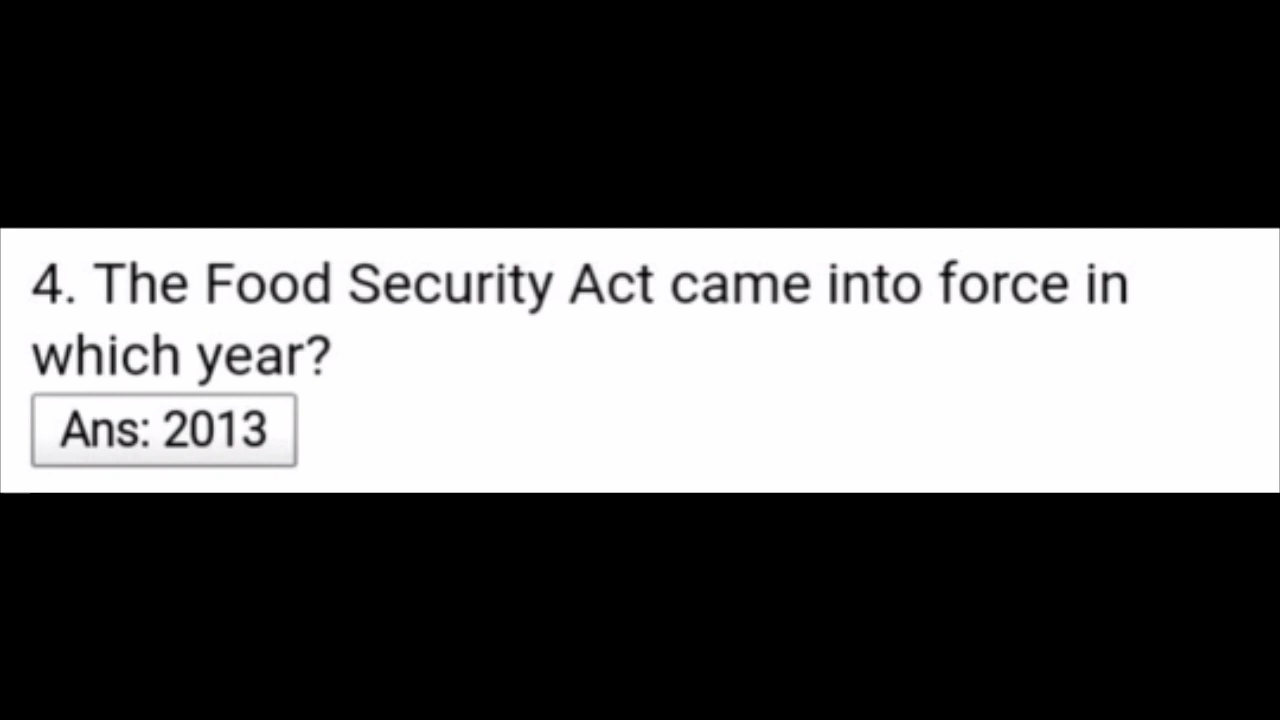 4. The Food Security Act came into force in
which year?
Ans: 2013